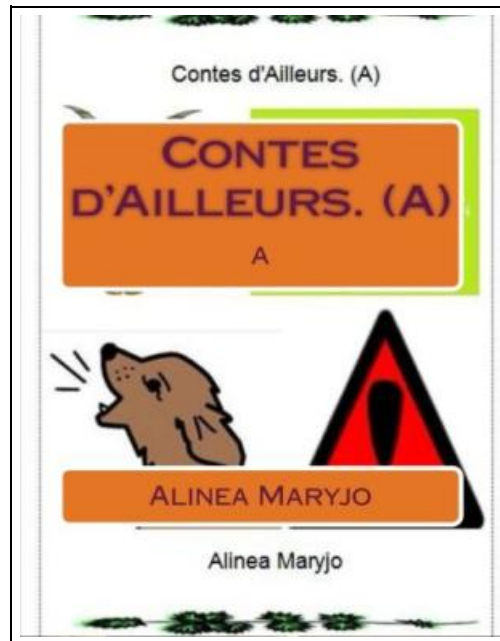 Contes d'Ailleurs. (A)
CONTES
D'AILLEURS. (A)
A
ALINEA MARYJO
Alinea Maryjo